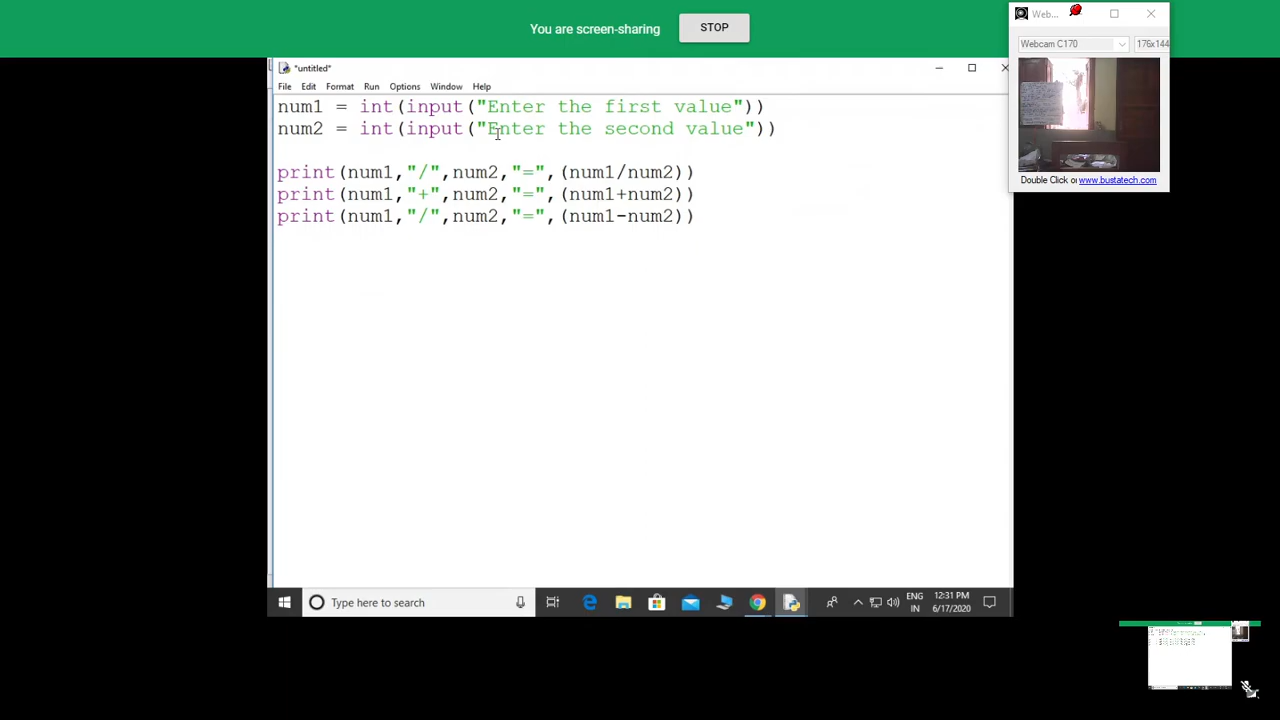 You are screen-sharing
STOP
Web...
Webcam C170
176x144
Double Click or www.bustatech.com
*untitled*
File Edit Format Run Options Window Help
num1 = int(input("Enter the first value"))
num2 = int(input("Enter the second value"))
print(num1,"/",num2,"=",(num1/num2))
print(num1,"+",num2,"=",(num1+num2))
print(num1,"/",num2,"=",(num1-num2))
Type here to search
ENG
IN
12:31 PM
6/17/2020